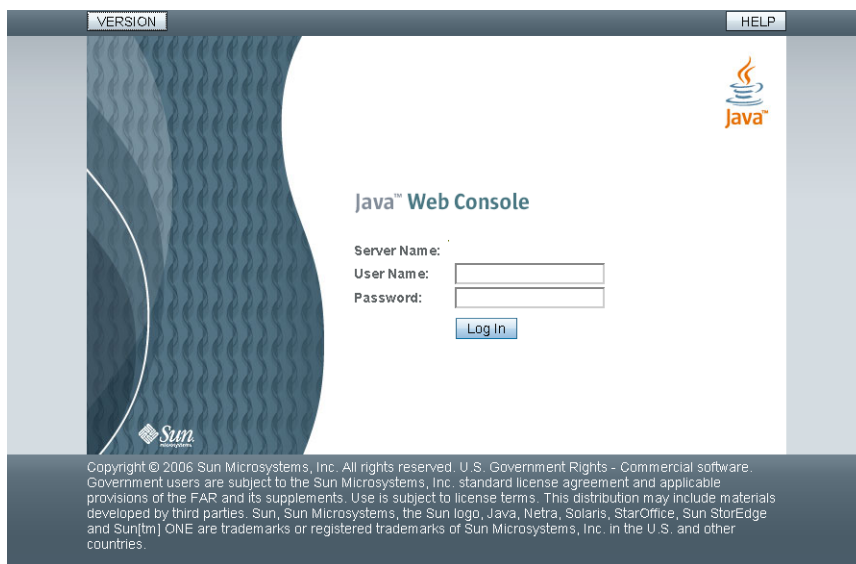 VERSION
HELP
Java™
Java™ Web Console
Server Name:
User Name:
Password:
Log In
Sun
microsystems
Copyright © 2006 Sun Microsystems, Inc. All rights reserved. U.S. Government Rights - Commercial software.
Government users are subject to the Sun Microsystems, Inc. standard license agreement and applicable
provisions of the FAR and its supplements. Use is subject to license terms. This distribution may include materials
developed by third parties. Sun, Sun Microsystems, the Sun logo, Java, Netra, Solaris, StarOffice, Sun StorEdge
and Sun[tm] ONE are trademarks or registered trademarks of Sun Microsystems, Inc. in the U.S. and other
countries.